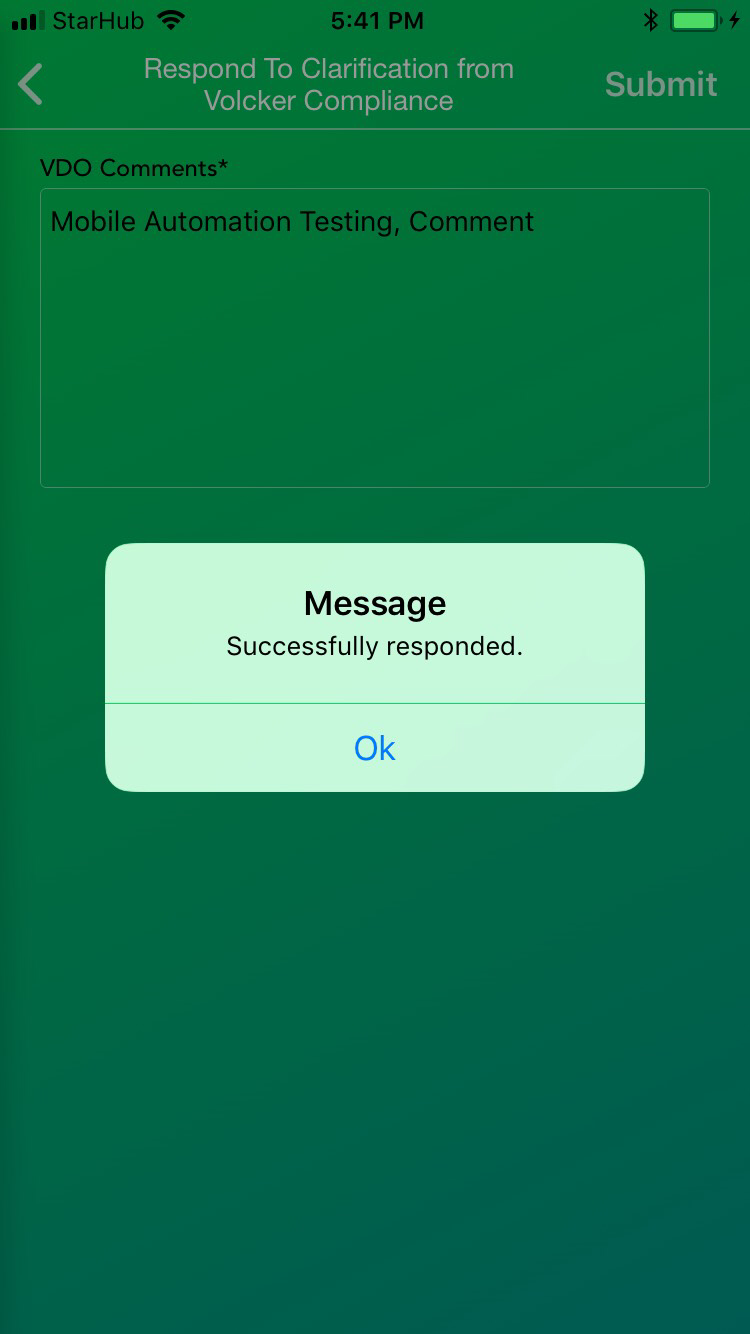 StarHub 5:41 PM
Respond To Clarification from
Volcker Compliance
Submit
VDO Comments*
Mobile Automation Testing, Comment
Message
Successfully responded.
Ok